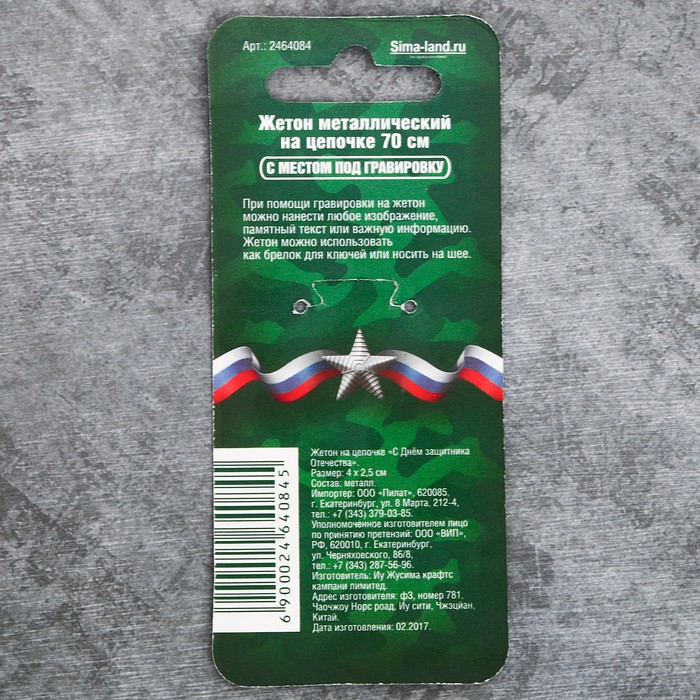 Арт.: 2464084
Sima-land.ru
Жетон металлический
на цепочке 70 см
С МЕСТОМ ПОД ГРАВИРОВКУ
При помощи гравировки на жетон
можно нанести любое изображение,
памятный текст или важную информацию.
Жетон можно использовать
как брелок для ключей или носить на шее.
Жетон на цепочке «С Днём защитника
Отечества».
Размер: 4 х 2,5 см
Состав: металл.
Импортер: ООО «Пилат», 620085,
г. Екатеринбург, ул. 8 Марта, 212-4,
тел.: +7 (343) 379-03-85.
Уполномоченное изготовителем лицо
по принятию претензий: ООО «ВИП»,
РФ, 620010, г. Екатеринбург,
ул. Черняховского, 86/8,
тел.: +7 (343) 287-56-96.
Изготовитель: Иу Жусима крафтс
кампани лимитед.
Адрес изготовителя: ф3, номер 781,
Чаочжоу Норс роад, Иу сити, Чжэцйан,
Китай.
Дата изготовления: 02.2017.
6 900024 640845